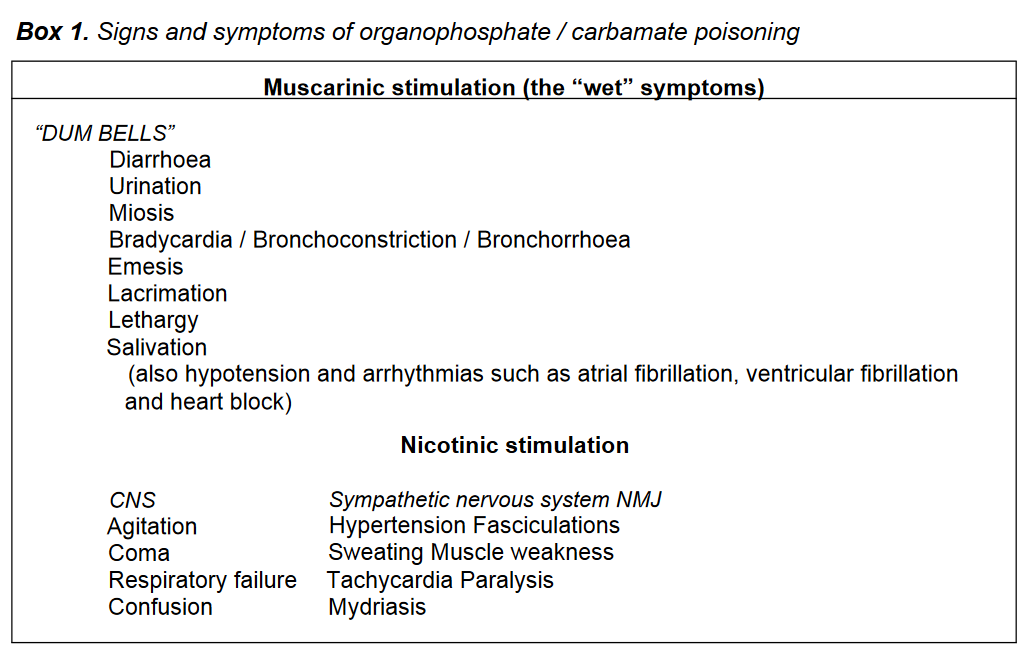 Box 1. Signs and symptoms of organophosphate / carbamate poisoning
Muscarinic stimulation (the “wet” symptoms)
“DUM BELLS”
Diarrhoea
Urination
Miosis
Bradycardia / Bronchoconstriction / Bronchorrhoea
Emesis
Lacrimation
Lethargy
Salivation
(also hypotension and arrhythmias such as atrial fibrillation, ventricular fibrillation
and heart block)
Nicotinic stimulation
CNS Sympathetic nervous system NMJ
Agitation Hypertension Fasciculations
Coma Sweating Muscle weakness
Respiratory failure Tachycardia Paralysis
Confusion Mydriasis